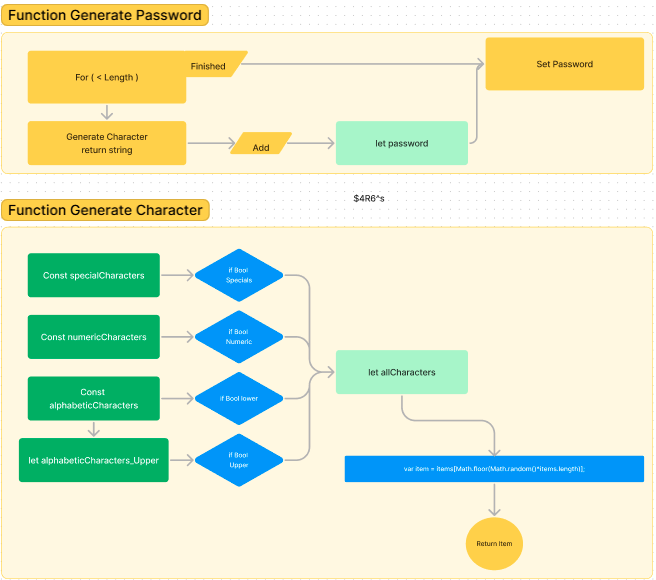 Function Generate Password
For ( < Length )
Finished
Set Password
Generate Character
return string
Add
let password
$4R6^s
Function Generate Character
Const specialCharacters
if Bool
Specials
Const numericCharacters
if Bool
Numeric
let allCharacters
Const
alphabeticCharacters
if Bool lower
let alphabeticCharacters_Upper
if Bool
Upper
var item = items[Math.floor(Math.random()*items.length)];
Return item